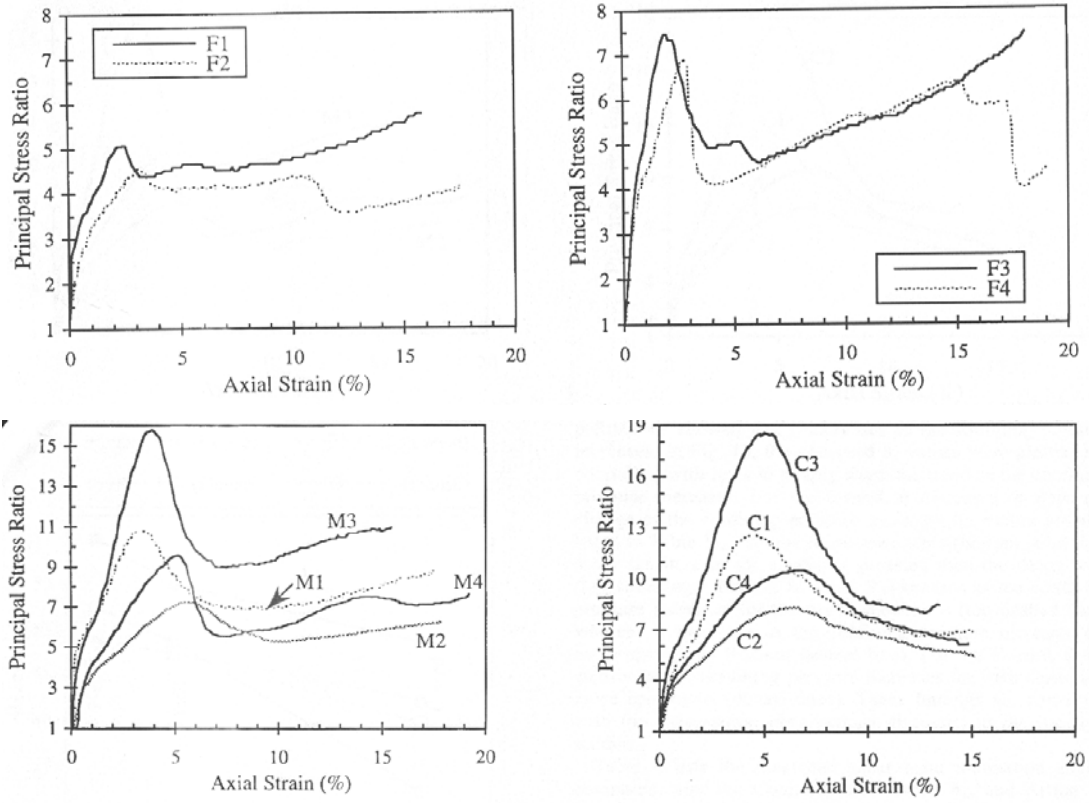 8
7
6
5
4
3
2
1
Principal Stress Ratio
F1
F2
0
5
10
15
20
Axial Strain (%)
8
7
6
5
4
3
2
1
Principal Stress Ratio
F3
F4
0
5
10
15
20
Axial Strain (%)
15
13
11
9
7
5
3
1
Principal Stress Ratio
M3
M1
M4
M2
0
5
10
15
20
Axial Strain (%)
19
16
13
10
7
4
1
Principal Stress Ratio
C3
C1
C4
C2
0
5
10
15
20
Axial Strain (%)